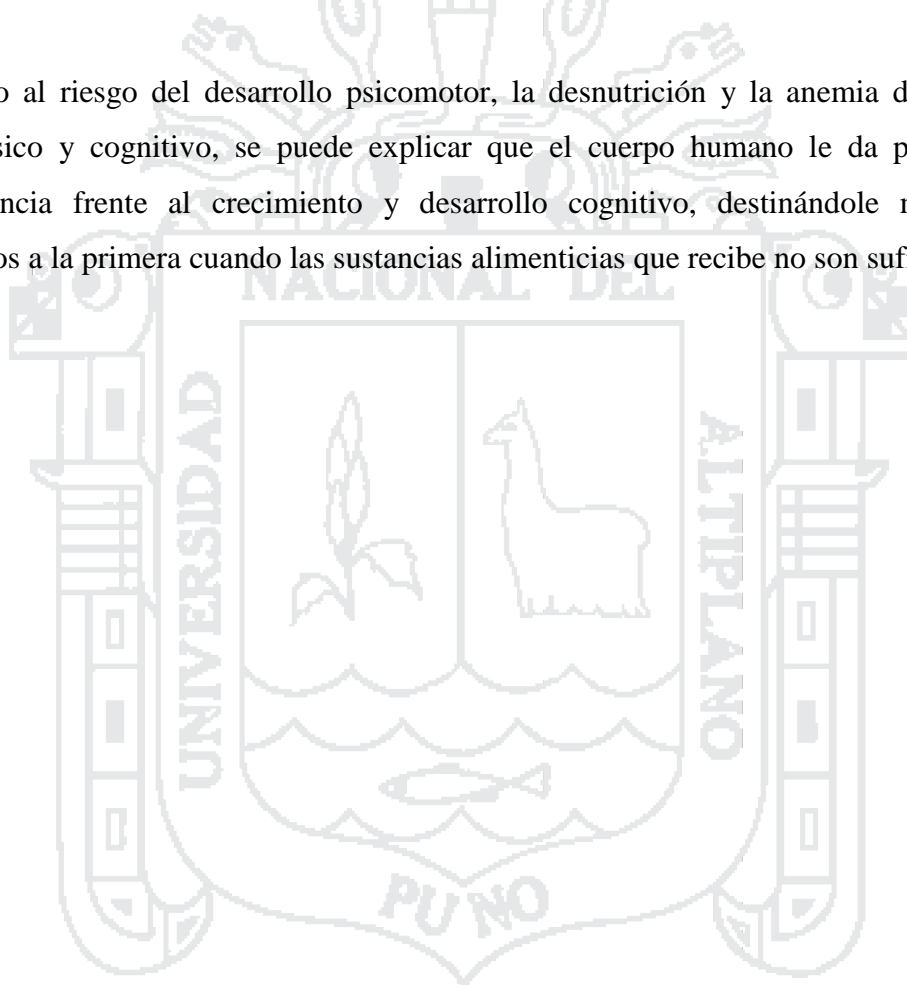 o al riesgo del desarrollo psicomotor, la desnutrición y la anemia d
sico y cognitivo, se puede explicar que el cuerpo humano le da p
ncia frente al crecimiento y desarrollo cognitivo, destinándole n
os a la primera cuando las sustancias alimenticias que recibe no son suf
NACIONAL DEL
UNIVERSIDAD
ALTIPLANO
PUNO